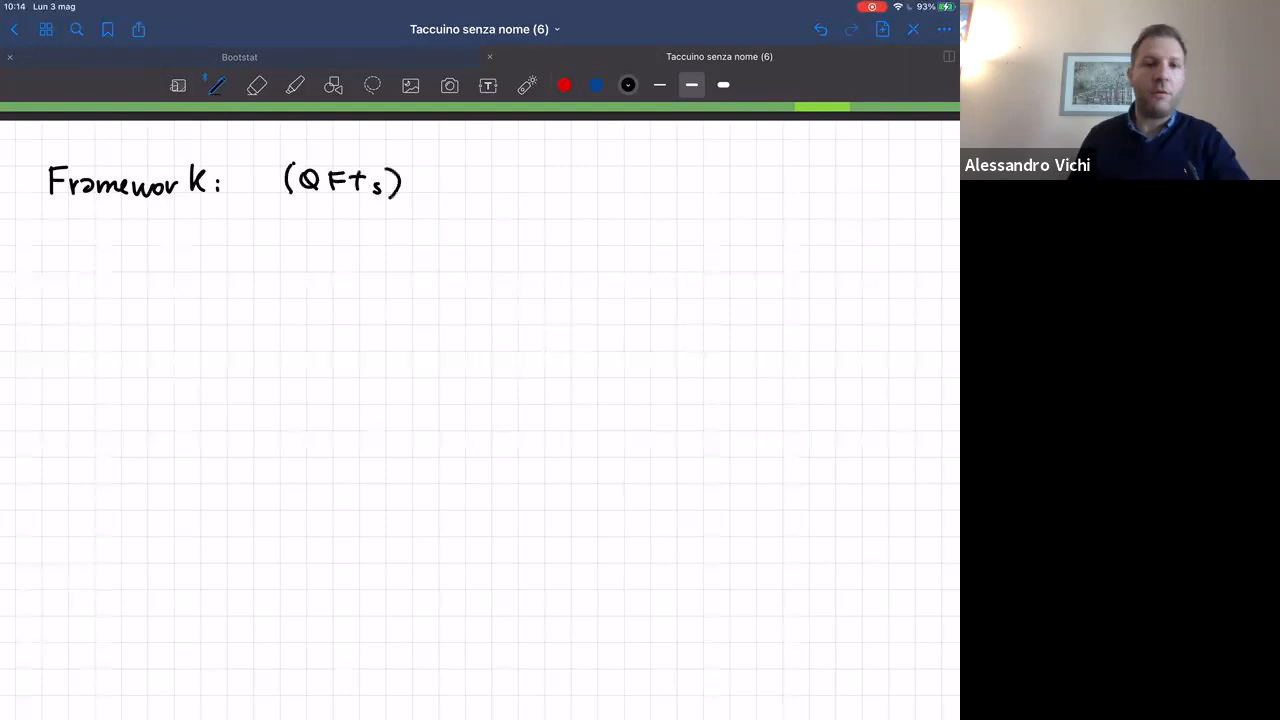 10:14 Lun 3 mag 93%
Taccuino senza nome (6)
Bootstat
Taccuino senza nome (6)
Framework: (QFTs)
Alessandro Vichi